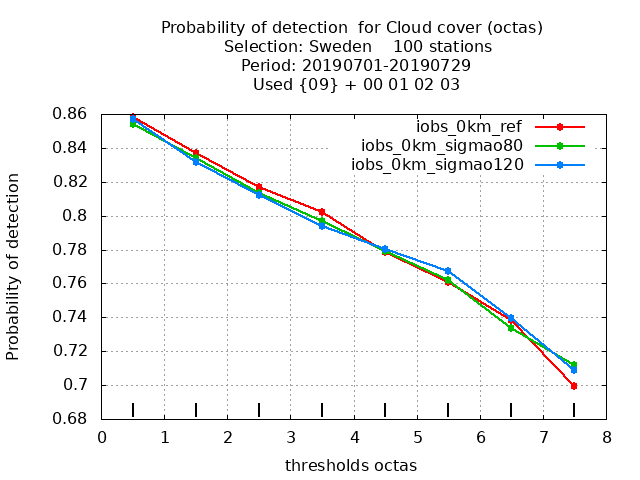 Probability of detection  for Cloud cover (octas)
Selection: Sweden    100 stations
Period: 20190701-20190729
Used {09} + 00 01 02 03
iobs_0km_ref
iobs_0km_sigmao80
iobs_0km_sigmao120
Probability of detection
0.86
0.84
0.82
0.8
0.78
0.76
0.74
0.72
0.7
0.68
0 1 2 3 4 5 6 7 8
thresholds octas